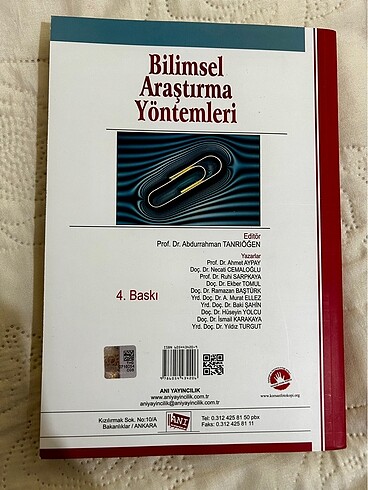 Bilimsel
Araştırma
Yöntemleri
Editör
Prof. Dr. Abdurrahman TANRIÖĞEN
Yazarlar
Prof. Dr. Ahmet AYPAY
Doç. Dr. Necati CEMALOĞLU
Prof. Dr. Ruhi SARPKAYA
Doç. Dr. Ekber TOMUL
Doç. Dr. Ramazan BAŞTÜRK
Yrd. Doç. Dr. A. Murat ELLEZ
Yrd. Doç. Dr. Baki ŞAHİN
Doç. Dr. Hüseyin YOLCU
Doç. Dr. İsmail KARAKAYA
Yrd. Doç. Dr. Yıldız TURGUT
4. Baskı
www.korsanlimitkopi.org
ANI YAYINCILIK
www.aniyayincilik.com.tr
aniyayincilik@aniyayincilik.com.tr
Kızılırmak Sok. No:10/A
Bakanlıklar / ANKARA
ANI
Tel: 0.312 425 81 50 pbx
Faks: 0.312 425 81 11